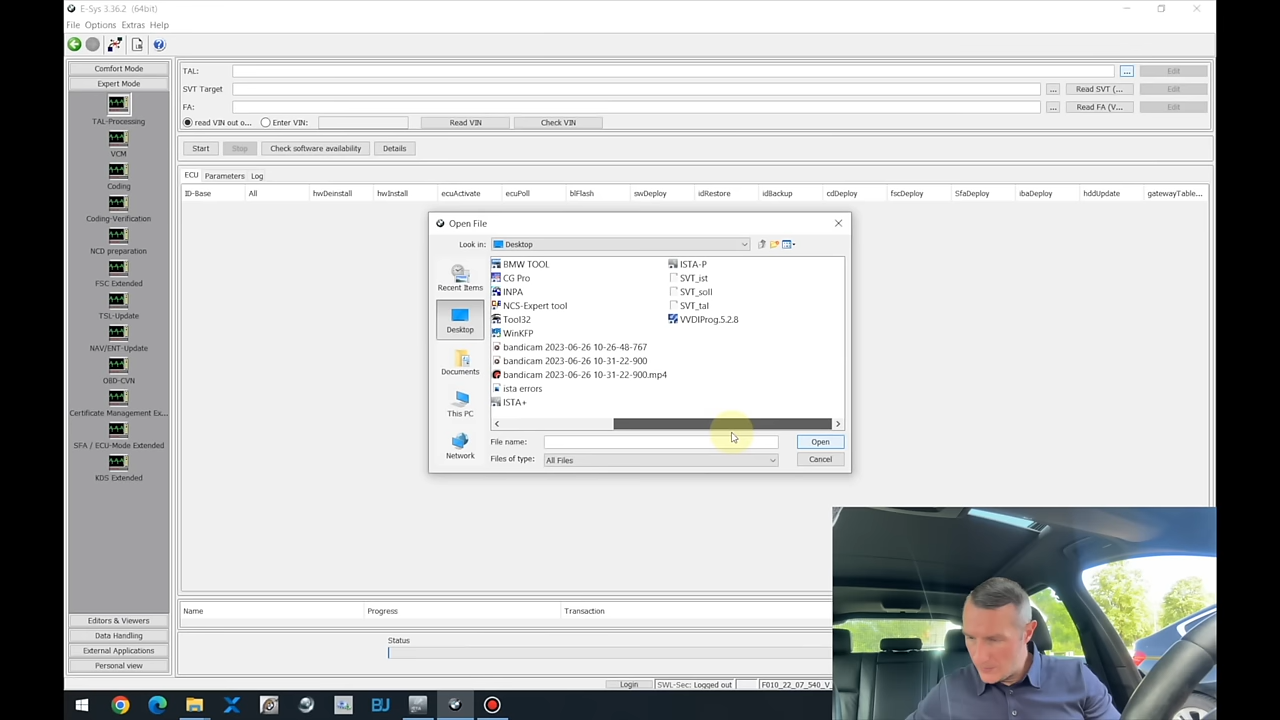 E-Sys 3.36.2 (64bit)
File Options Extras Help
Comfort Mode
Expert Mode
TAL-Processing
VCM
Coding
Coding-Verification
NCD preparation
FSC Extended
TSL-Update
NAV/ENT-Update
OBD-CVN
Certificate Management Ex...
SFA / ECU-Mode Extended
KDS Extended
Editors & Viewers
Data Handling
External Applications
Personal view
TAL: ... Edit
SVT Target ... Read SVT (... Edit
FA: ... Read FA (V... Edit
read VIN out o... Enter VIN: Read VIN Check VIN
Start Stop Check software availability Details
ECU Parameters Log
ID-Base All hwDeinstall hwInstall ecuActivate ecuPoll blFlash swDeploy idRestore idBackup cdDeploy fscDeploy SfaDeploy ibaDeploy hddUpdate gatewayTable...
Open File
Look in: Desktop
Recent Items
Desktop
Documents
This PC
Network
BMW TOOL
CG Pro
INPA
NCS-Expert tool
Tool32
WinKFP
bandicam 2023-06-26 10-26-48-767
bandicam 2023-06-26 10-31-22-900
bandicam 2023-06-26 10-31-22-900.mp4
ista errors
ISTA+
ISTA-P
SVT_ist
SVT_soll
SVT_tal
VVDIProg.5.2.8
File name: Open
Files of type: All Files Cancel
Name Progress Transaction
Status
Login SWL-Sec: Logged out F010_22_07_540_V_
BJ